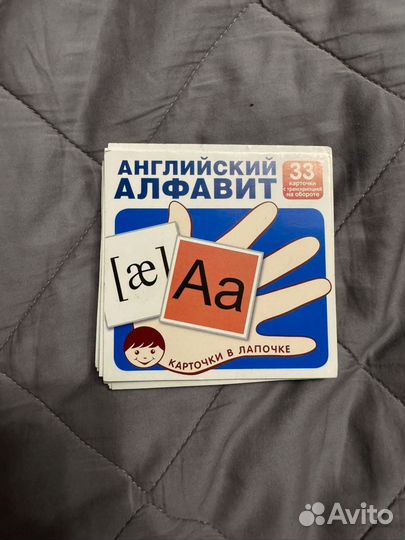 АНГЛИЙСКИЙ
АЛФАВИТ
33
карточки
с транскрипцией
на обороте
[æ]
Aa
КАРТОЧКИ В ЛАПОЧКЕ
Avito